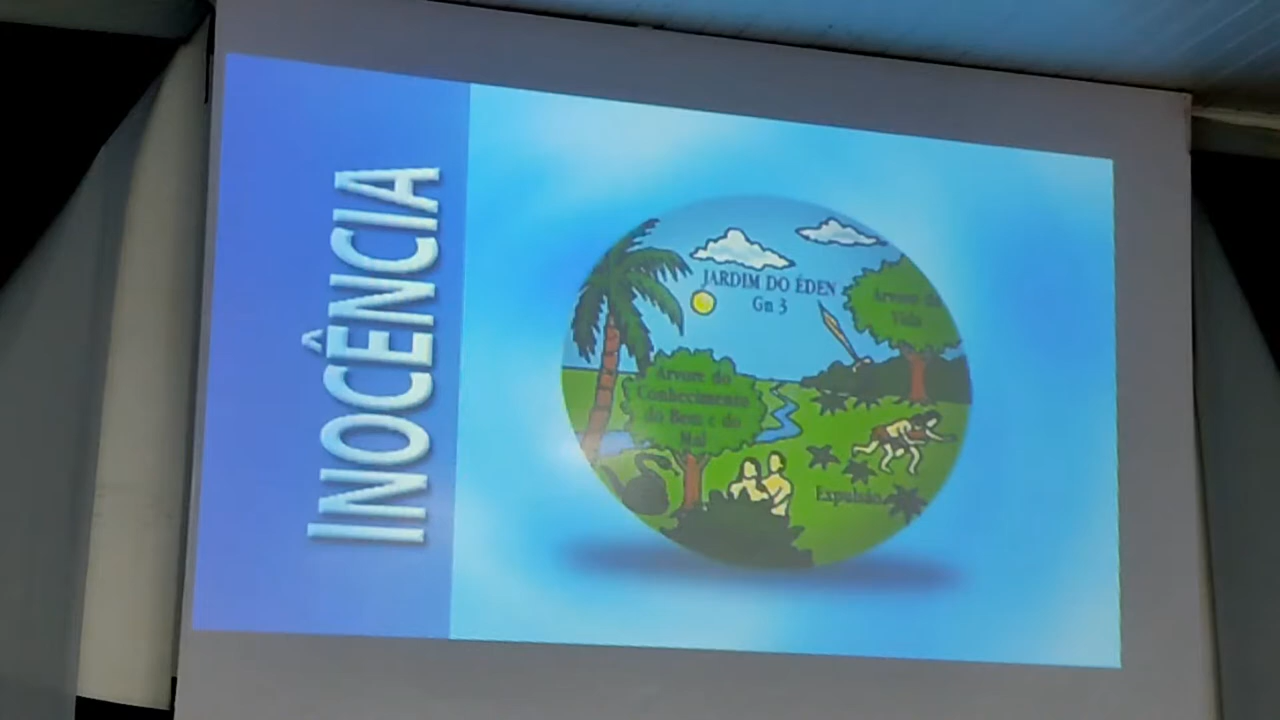 INOCÊNCIA
JARDIM DO ÉDEN
Gn 3
Árvore da
Vida
Árvore do
Conhecimento
do Bem e do
Mal
Expulsão